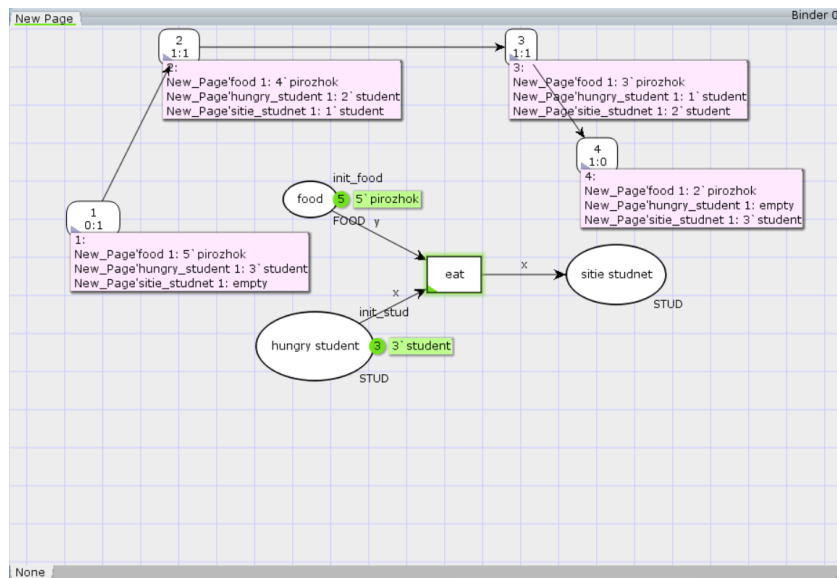 New Page
Binder 0
2
1:1
2:
New_Page'food 1: 4`pirozhok
New_Page'hungry_student 1: 2`student
New_Page'sitie_studnet 1: 1`student
3
1:1
3:
New_Page'food 1: 3`pirozhok
New_Page'hungry_student 1: 1`student
New_Page'sitie_studnet 1: 2`student
4
1:0
4:
New_Page'food 1: 2`pirozhok
New_Page'hungry_student 1: empty
New_Page'sitie_studnet 1: 3`student
1
0:1
1:
New_Page'food 1: 5`pirozhok
New_Page'hungry_student 1: 3`student
New_Page'sitie_studnet 1: empty
init_food
food
5
5`pirozhok
FOOD
y
eat
x
sitie studnet
STUD
x
init_stud
hungry student
3
3`student
STUD
None